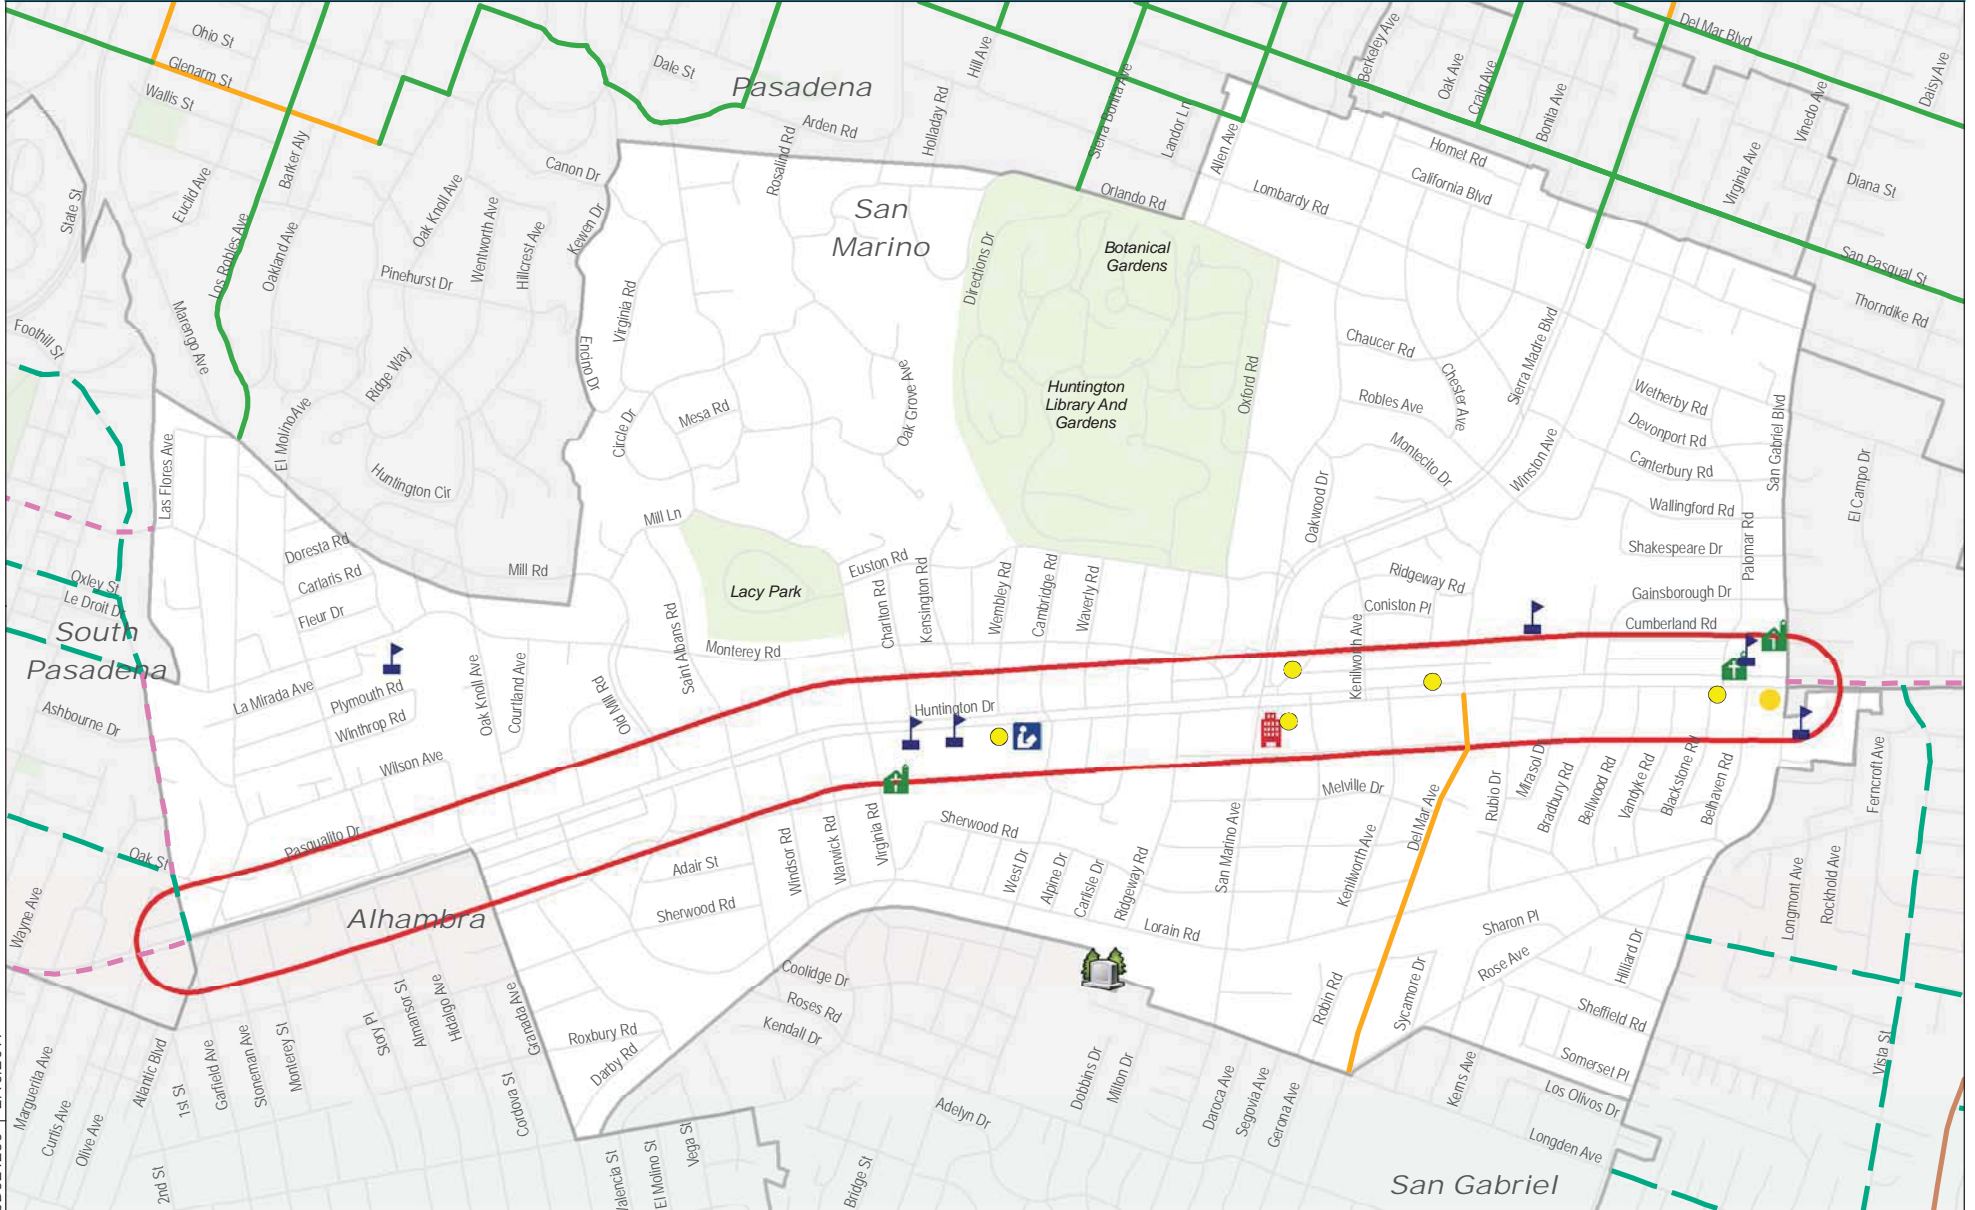 Ohio St
Glenarm St
Wallis St
Dale St
Pasadena
Arden Rd
Hill Ave
Holladay Rd
Rosalind Rd
Sierra Bonita Ave
Landor Ln
Allen Ave
Berkeley Ave
Oak Ave
Craig Ave
Bonita Ave
Del Mar Blvd
Vinedo Ave
Daisy Ave
Virginia Ave
Diana St
Homet Rd
California Blvd
Lombardy Rd
Orlando Rd
San Pasqual St
Thorndike Rd
State St
Euclid Ave
Barker Aly
Los Robles Ave
Oakland Ave
Oak Knoll Ave
Wentworth Ave
Hillcrest Ave
Canon Dr
Kewen Dr
Pinehurst Dr
San
Marino
Directions Dr
Botanical
Gardens
Foothill St
Marengo Ave
Ridge Way
El Molino Ave
Huntington Cir
Encino Dr
Virginia Rd
Circle Dr
Mesa Rd
Oak Grove Ave
Huntington
Library And
Gardens
Oxford Rd
Chaucer Rd
Robles Ave
Chester Ave
Montecito Dr
Sierra Madre Blvd
Winston Ave
Wetherby Rd
Devonport Rd
Canterbury Rd
Wallingford Rd
Shakespeare Dr
Gainsborough Dr
Cumberland Rd
Palomar Rd
San Gabriel Blvd
El Campo Dr
Las Flores Ave
Mill Ln
Mill Rd
Doresta Rd
Carlaris Rd
Fleur Dr
Oxley St
Le Droit Dr
South
Pasadena
Ashbourne Dr
Lacy Park
Euston Rd
Charlton Rd
Kensington Rd
Wembley Rd
Cambridge Rd
Waverly Rd
Oakwood Dr
Ridgeway Rd
Coniston Pl
Kenilworth Ave
Monterey Rd
Saint Albans Rd
Old Mill Rd
Courtland Ave
Oak Knoll Ave
La Mirada Ave
Plymouth Rd
Winthrop Rd
Wilson Ave
Huntington Dr
Pasqualito Dr
Oak St
Wayne Ave
Alhambra
Adair St
Sherwood Rd
Windsor Rd
Warwick Rd
Virginia Rd
Sherwood Rd
West Dr
Alpine Dr
Carlisle Dr
Ridgeway Rd
Lorain Rd
San Marino Ave
Melville Dr
Kenilworth Ave
Del Mar Ave
Rubio Dr
Mirasol Dr
Bradbury Rd
Bellwood Rd
Vandyke Rd
Blackstone Rd
Belhaven Rd
Ferncroft Ave
Longmont Ave
Rockhold Ave
Sharon Pl
Rose Ave
Hilliard Dr
Sheffield Rd
Somerset Pl
Los Olivos Dr
Longden Ave
Vista St
Robin Rd
Sycamore Dr
Kerns Ave
Coolidge Dr
Roses Rd
Kendall Dr
Roxbury Rd
Darby Rd
Granada Ave
Hidalgo Ave
Almansor St
Story Pl
Monterey St
Stoneman Ave
Garfield Ave
1st St
Atlantic Blvd
Marguerita Ave
Curtis Ave
Olive Ave
2nd St
Cordova St
Valencia St
El Molino St
Vega St
Bridge St
Adelyn Dr
Dobbins Dr
Milton Dr
Daroca Ave
Segovia Ave
Gerona Ave
San Gabriel